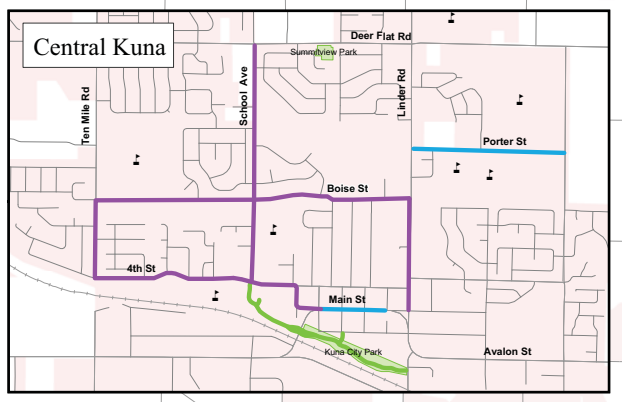 Central Kuna
Deer Flat Rd
Summitview Park
Ten Mile Rd
School Ave
Linder Rd
Porter St
Boise St
4th St
Main St
Kuna City Park
Avalon St